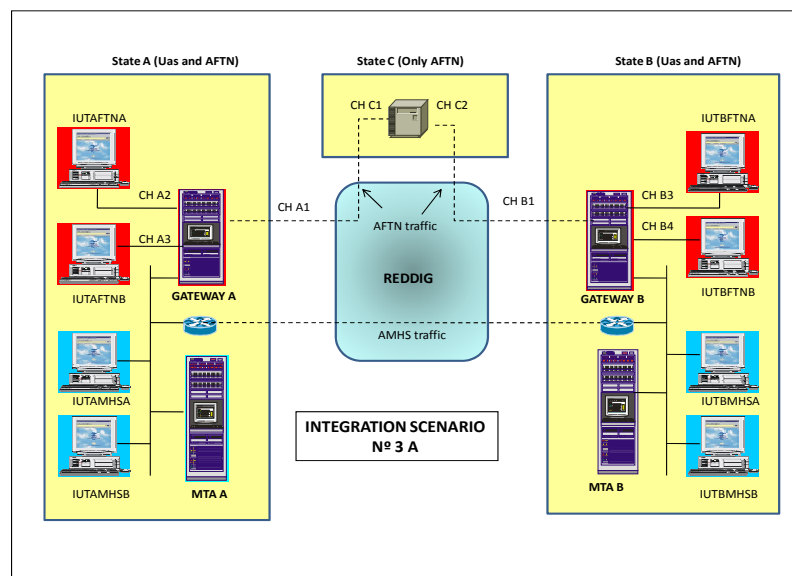 State A (Uas and AFTN)
State C (Only AFTN)
State B (Uas and AFTN)
IUTAFTNA
CH C1
CH C2
IUTBFTNA
CH A2
CH A1
CH B1
CH B3
CH A3
AFTN traffic
CH B4
REDDIG
IUTAFTNB
GATEWAY A
GATEWAY B
IUTBFTNB
AMHS traffic
IUTAMHSA
IUTBMHSA
INTEGRATION SCENARIO
Nº 3 A
IUTAMHSB
MTA A
MTA B
IUTBMHSB